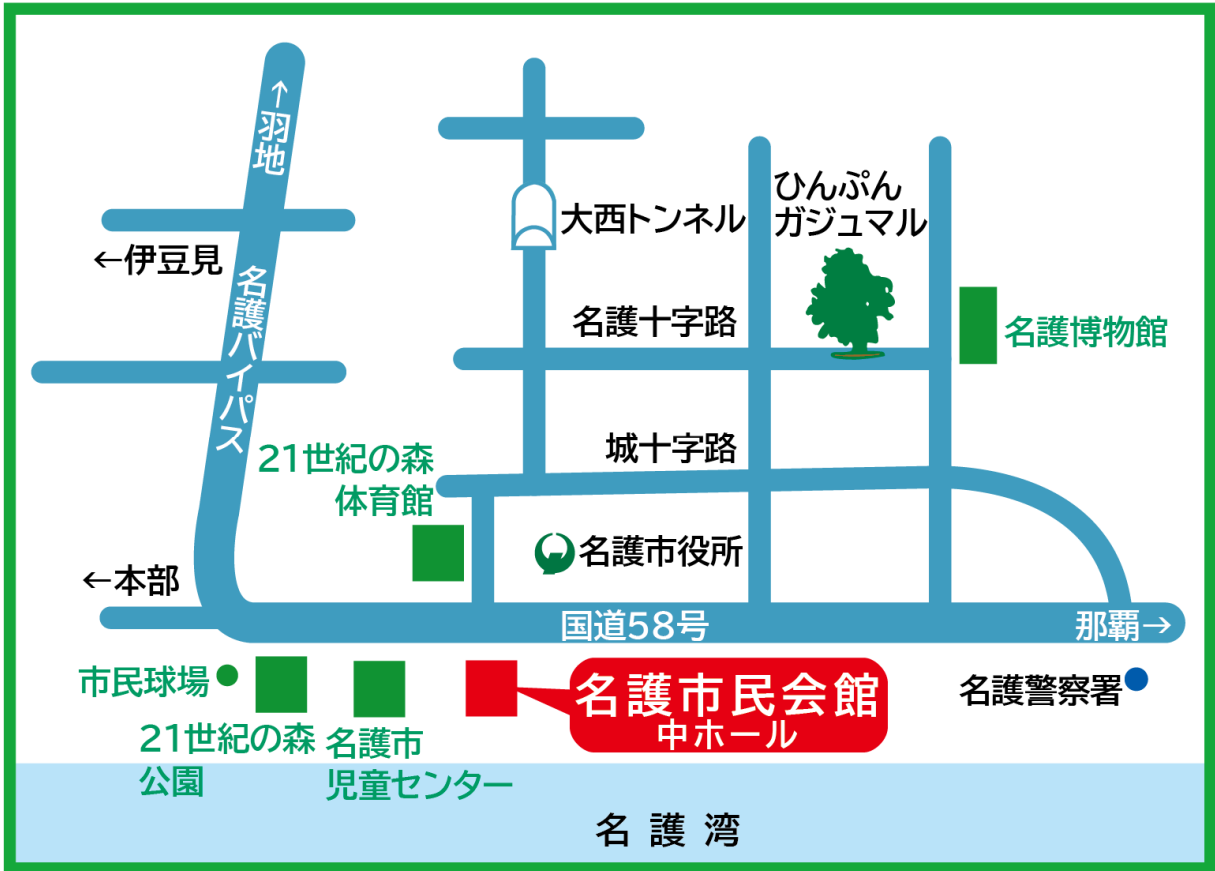 ↑羽地
大西トンネル
ひんぷん
ガジュマル
←伊豆見
名護バイパス
名護十字路
名護博物館
城十字路
21世紀の森
体育館
名護市役所
←本部
国道58号
那覇→
市民球場
21世紀の森
公園
名護市
児童センター
名護市民会館
中ホール
名護警察署
名護湾